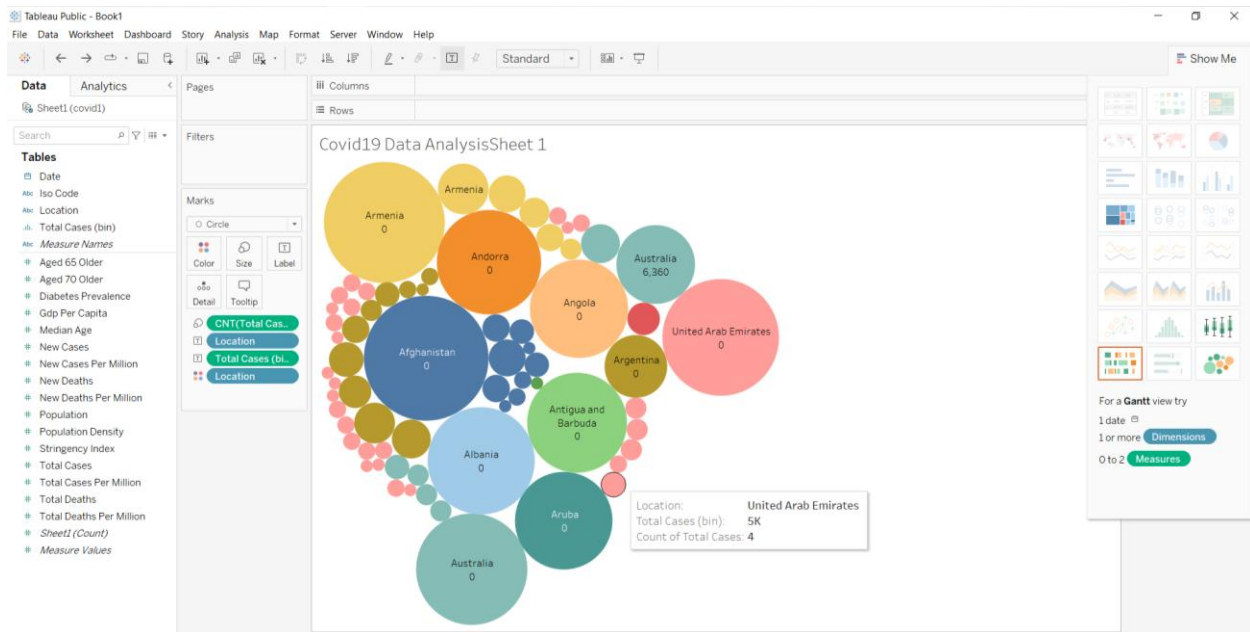 Tableau Public - Book1
File Data Worksheet Dashboard Story Analysis Map Format Server Window Help
Standard
Show Me
Data Analytics
Sheet1 (covid1)
Search
Tables
Date
Abc Iso Code
Abc Location
Total Cases (bin)
Abc Measure Names
# Aged 65 Older
# Aged 70 Older
# Diabetes Prevalence
# Gdp Per Capita
# Median Age
# New Cases
# New Cases Per Million
# New Deaths
# New Deaths Per Million
# Population
# Population Density
# Stringency Index
# Total Cases
# Total Cases Per Million
# Total Deaths
# Total Deaths Per Million
# Sheet1 (Count)
# Measure Values
Pages
Filters
Marks
Circle
Color Size Label
Detail Tooltip
CNT(Total Cas..
Location
Total Cases (bi..
Location
Columns
Rows
Covid19 Data AnalysisSheet 1
Armenia
Armenia
0
Andorra
0
Australia
6,360
Angola
0
United Arab Emirates
0
Afghanistan
0
Argentina
0
Antigua and
Barbuda
0
Albania
0
Aruba
0
Australia
0
Location: United Arab Emirates
Total Cases (bin): 5K
Count of Total Cases: 4
For a Gantt view try
1 date
1 or more Dimensions
0 to 2 Measures